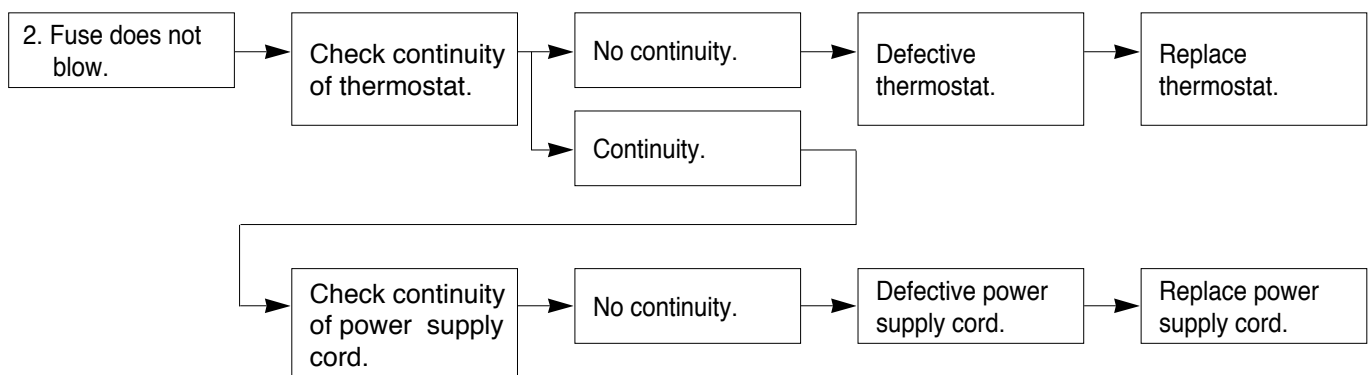 2. Fuse does not
blow.
Check continuity
of thermostat.
No continuity.
Defective
thermostat.
Replace
thermostat.
Continuity.
Check continuity
of power supply
cord.
No continuity.
Defective power
supply cord.
Replace power
supply cord.